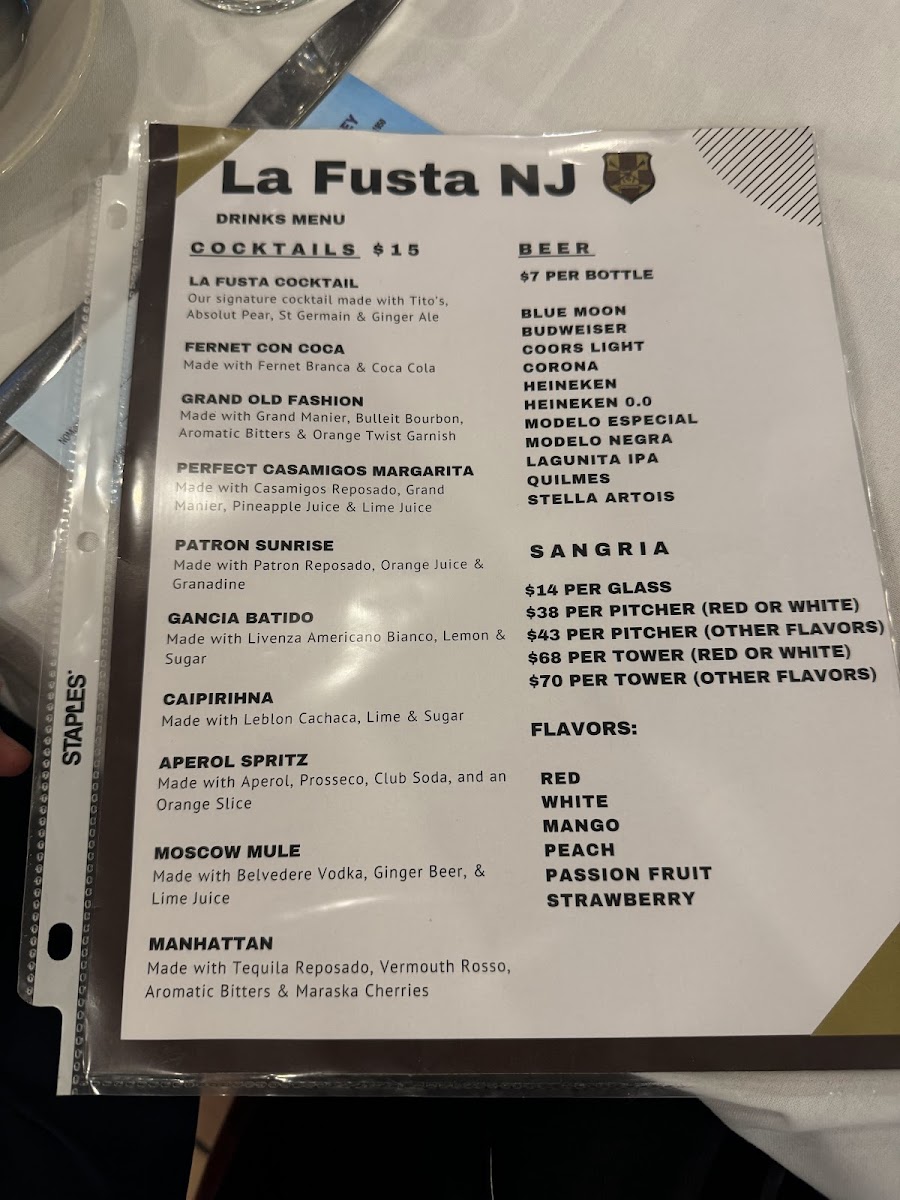 La Fusta NJ
DRINKS MENU
COCKTAILS $15
LA FUSTA COCKTAIL
Our signature cocktail made with Tito's,
Absolut Pear, St Germain & Ginger Ale
FERNET CON COCA
Made with Fernet Branca & Coca Cola
GRAND OLD FASHION
Made with Grand Manier, Bulleit Bourbon,
Aromatic Bitters & Orange Twist Garnish
PERFECT CASAMIGOS MARGARITA
Made with Casamigos Reposado, Grand
Manier, Pineapple Juice & Lime Juice
PATRON SUNRISE
Made with Patron Reposado, Orange Juice &
Granadine
GANCIA BATIDO
Made with Livenza Americano Bianco, Lemon &
Sugar
CAIPIRIHNA
Made with Leblon Cachaca, Lime & Sugar
APEROL SPRITZ
Made with Aperol, Prosseco, Club Soda, and an
Orange Slice
MOSCOW MULE
Made with Belvedere Vodka, Ginger Beer, &
Lime Juice
MANHATTAN
Made with Tequila Reposado, Vermouth Rosso,
Aromatic Bitters & Maraska Cherries
BEER
$7 PER BOTTLE
BLUE MOON
BUDWEISER
COORS LIGHT
CORONA
HEINEKEN
HEINEKEN 0.0
MODELO ESPECIAL
MODELO NEGRA
LAGUNITA IPA
QUILMES
STELLA ARTOIS
SANGRIA
$14 PER GLASS
$38 PER PITCHER (RED OR WHITE)
$43 PER PITCHER (OTHER FLAVORS)
$68 PER TOWER (RED OR WHITE)
$70 PER TOWER (OTHER FLAVORS)
FLAVORS:
RED
WHITE
MANGO
PEACH
PASSION FRUIT
STRAWBERRY
STAPLES